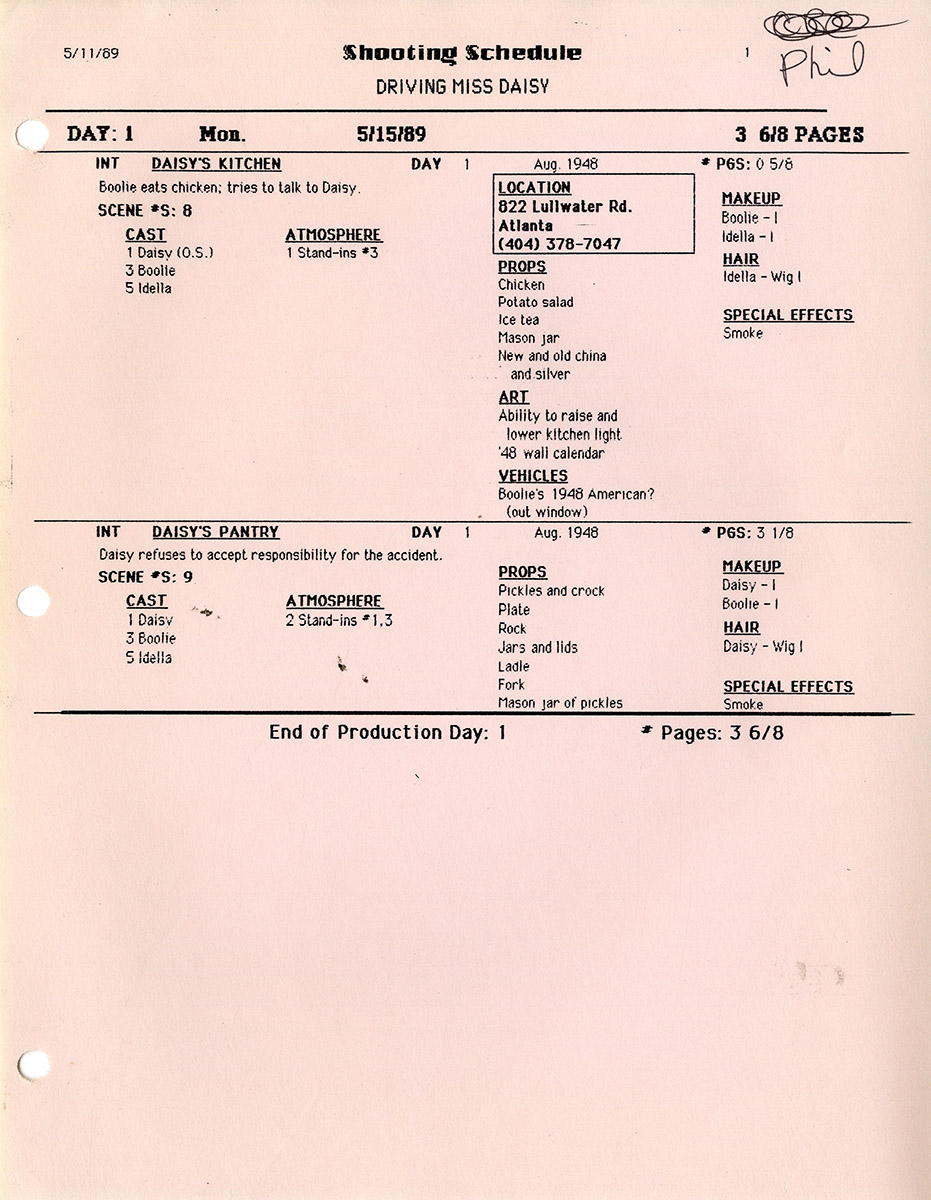 5/11/89 Shooting Schedule 1 Phil
DRIVING MISS DAISY
DAY: 1 Mon. 5/15/89 3 6/8 PAGES
INT DAISY'S KITCHEN DAY 1 Aug. 1948 # PGS: 0 5/8
Boolie eats chicken; tries to talk to Daisy.
SCENE #S: 8
CAST
1 Daisy (O.S.)
3 Boolie
5 Idella
ATMOSPHERE
1 Stand-ins #3
LOCATION
822 Lullwater Rd.
Atlanta
(404) 378-7047
PROPS
Chicken
Potato salad
Ice tea
Mason jar
New and old china
and silver
ART
Ability to raise and
lower kitchen light
'48 wall calendar
VEHICLES
Boolie's 1948 American?
(out window)
MAKEUP
Boolie - 1
Idella - 1
HAIR
Idella - Wig 1
SPECIAL EFFECTS
Smoke
INT DAISY'S PANTRY DAY 1 Aug. 1948 # PGS: 3 1/8
Daisy refuses to accept responsibility for the accident.
SCENE #S: 9
CAST
1 Daisy
3 Boolie
5 Idella
ATMOSPHERE
2 Stand-ins #1,3
PROPS
Pickles and crock
Plate
Rock
Jars and lids
Ladle
Fork
Mason jar of pickles
MAKEUP
Daisy - 1
Boolie - 1
HAIR
Daisy - Wig 1
SPECIAL EFFECTS
Smoke
End of Production Day: 1 # Pages: 3 6/8